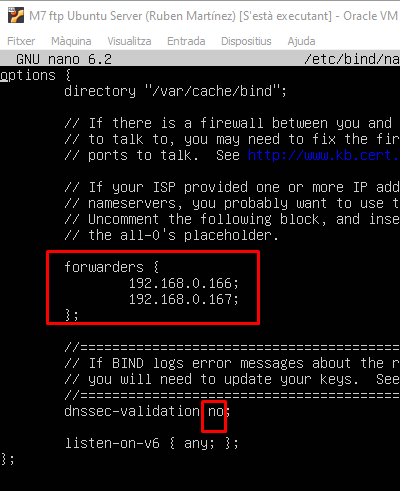 M7 ftp Ubuntu Server (Ruben Martínez) [S'està executant] - Oracle VM
Fitxer Màquina Visualitza Entrada Dispositius Ajuda
GNU nano 6.2 /etc/bind/na
options {
directory "/var/cache/bind";
// If there is a firewall between you and
// to talk to, you may need to fix the fir
// ports to talk. See http://www.kb.cert.
// If your ISP provided one or more IP add
// nameservers, you probably want to use t
// Uncomment the following block, and inse
// the all-0's placeholder.
forwarders {
192.168.0.166;
192.168.0.167;
};
//========================================
// If BIND logs error messages about the r
// you will need to update your keys. See
//========================================
dnssec-validation no;
listen-on-v6 { any; };
};